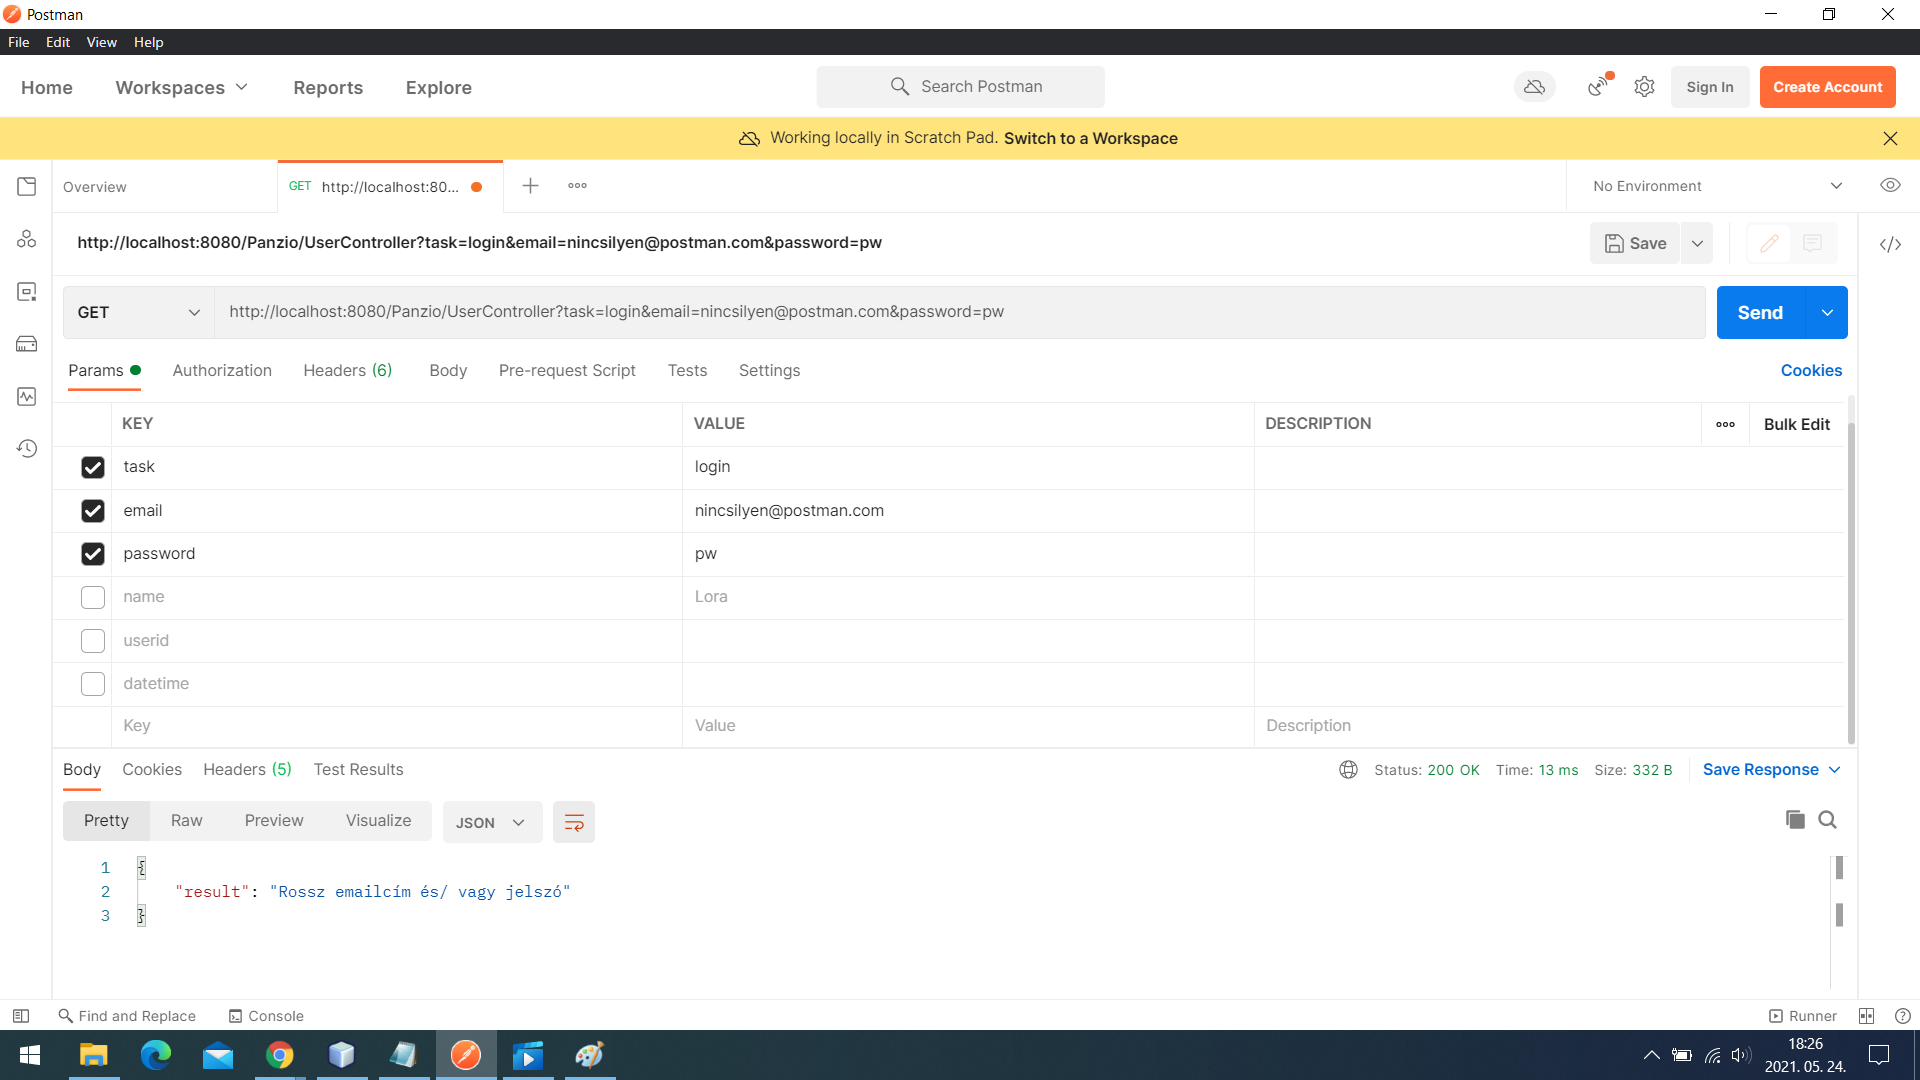 Postman
File Edit View Help
Home Workspaces Reports Explore Search Postman Sign In Create Account
Working locally in Scratch Pad. Switch to a Workspace
Overview GET http://localhost:80... No Environment
http://localhost:8080/Panzio/UserController?task=login&email=nincsilyen@postman.com&password=pw Save
GET http://localhost:8080/Panzio/UserController?task=login&email=nincsilyen@postman.com&password=pw Send
Params Authorization Headers (6) Body Pre-request Script Tests Settings Cookies
KEY VALUE DESCRIPTION Bulk Edit
task login
email nincsilyen@postman.com
password pw
name Lora
userid
datetime
Key Value Description
Body Cookies Headers (5) Test Results Status: 200 OK Time: 13 ms Size: 332 B Save Response
Pretty Raw Preview Visualize JSON
1 {
2 "result": "Rossz emailcím és/ vagy jelszó"
3 }
Find and Replace Console Runner
18:26
2021. 05. 24.